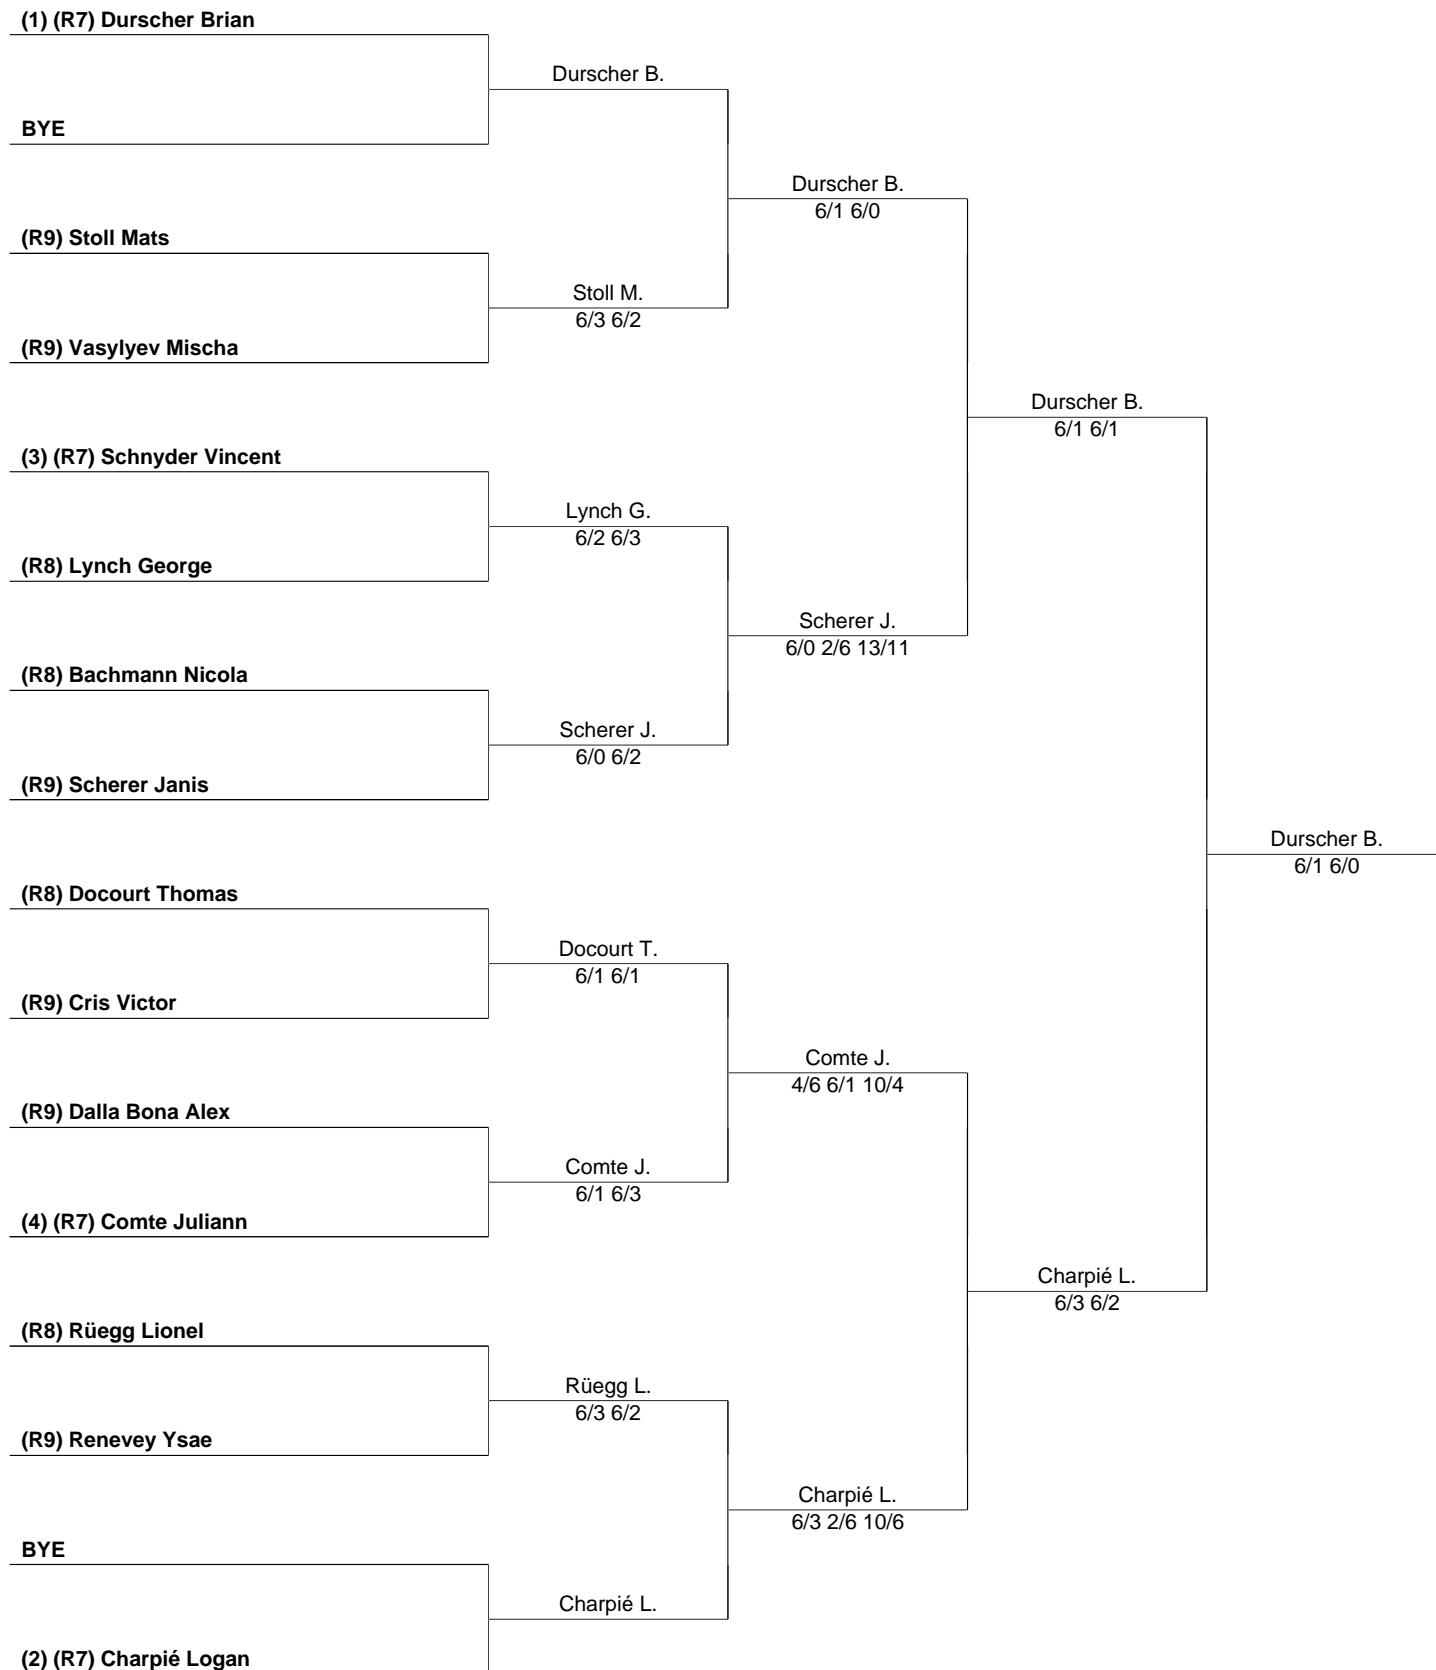 (1) (R7) Durscher Brian
Durscher B.
BYE
Durscher B.
6/1 6/0
(R9) Stoll Mats
Stoll M.
6/3 6/2
(R9) Vasylyev Mischa
Durscher B.
6/1 6/1
(3) (R7) Schnyder Vincent
Lynch G.
6/2 6/3
(R8) Lynch George
Scherer J.
6/0 2/6 13/11
(R8) Bachmann Nicola
Scherer J.
6/0 6/2
(R9) Scherer Janis
Durscher B.
6/1 6/0
(R8) Docourt Thomas
Docourt T.
6/1 6/1
(R9) Cris Victor
Comte J.
4/6 6/1 10/4
(R9) Dalla Bona Alex
Comte J.
6/1 6/3
(4) (R7) Comte Juliann
Charpié L.
6/3 6/2
(R8) Rüegg Lionel
Rüegg L.
6/3 6/2
(R9) Renevey Ysae
Charpié L.
6/3 2/6 10/6
BYE
Charpié L.
(2) (R7) Charpié Logan